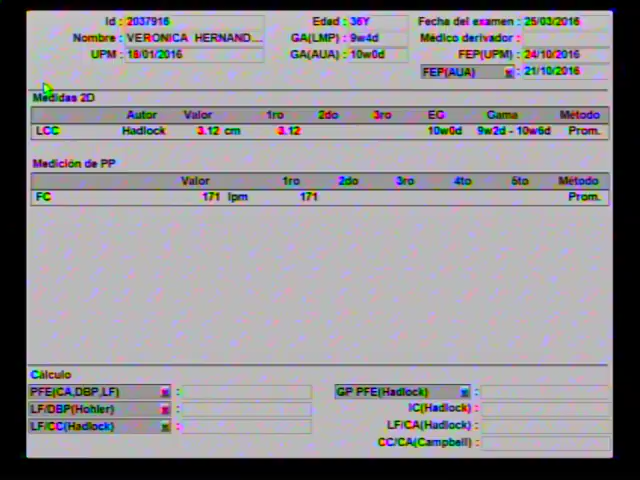 Id : 2037916 Edad : 36Y Fecha del examen : 25/03/2016
Nombre : VERONICA HERNAND... GA(LMP) : 9w4d Médico derivador :
UPM : 18/01/2016 GA(AUA) : 10w0d FEP(UPM) : 24/10/2016
FEP(AUA) : 21/10/2016
Medidas 2D
Autor Valor 1ro 2do 3ro EG Gama Método
LCC Hadlock 3.12 cm 3.12 10w0d 9w2d - 10w6d Prom.
Medición de PP
Valor 1ro 2do 3ro 4to 5to Método
FC 171 lpm 171 Prom.
Cálculo
PFE(CA,DBP,LF) : GP PFE(Hadlock) :
LF/DBP(Hohler) : IC(Hadlock) :
LF/CC(Hadlock) : LF/CA(Hadlock) :
CC/CA(Campbell) :